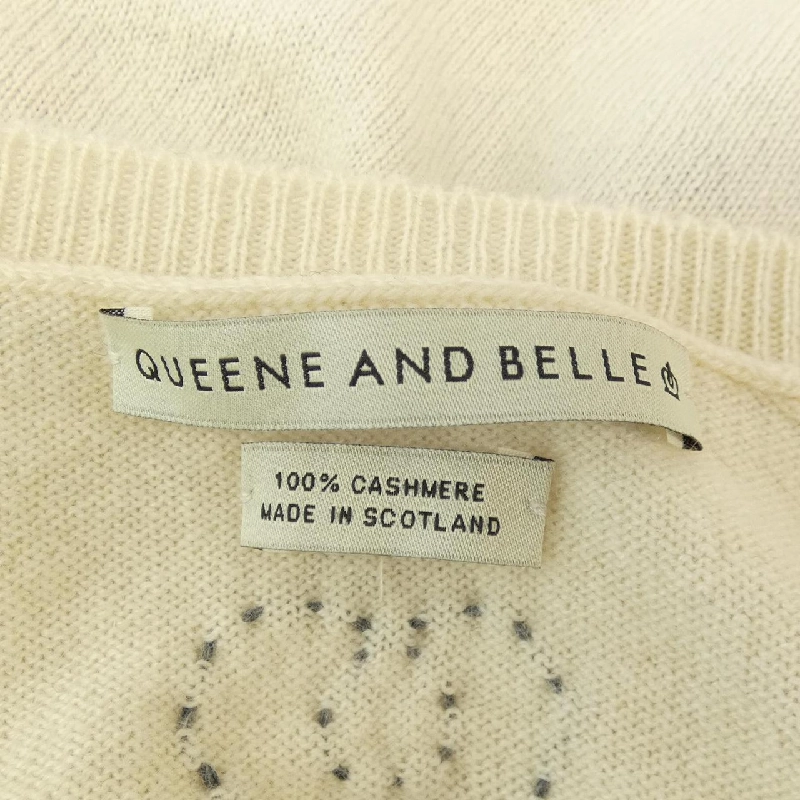 QUEENE AND BELLE
100% CASHMERE
MADE IN SCOTLAND